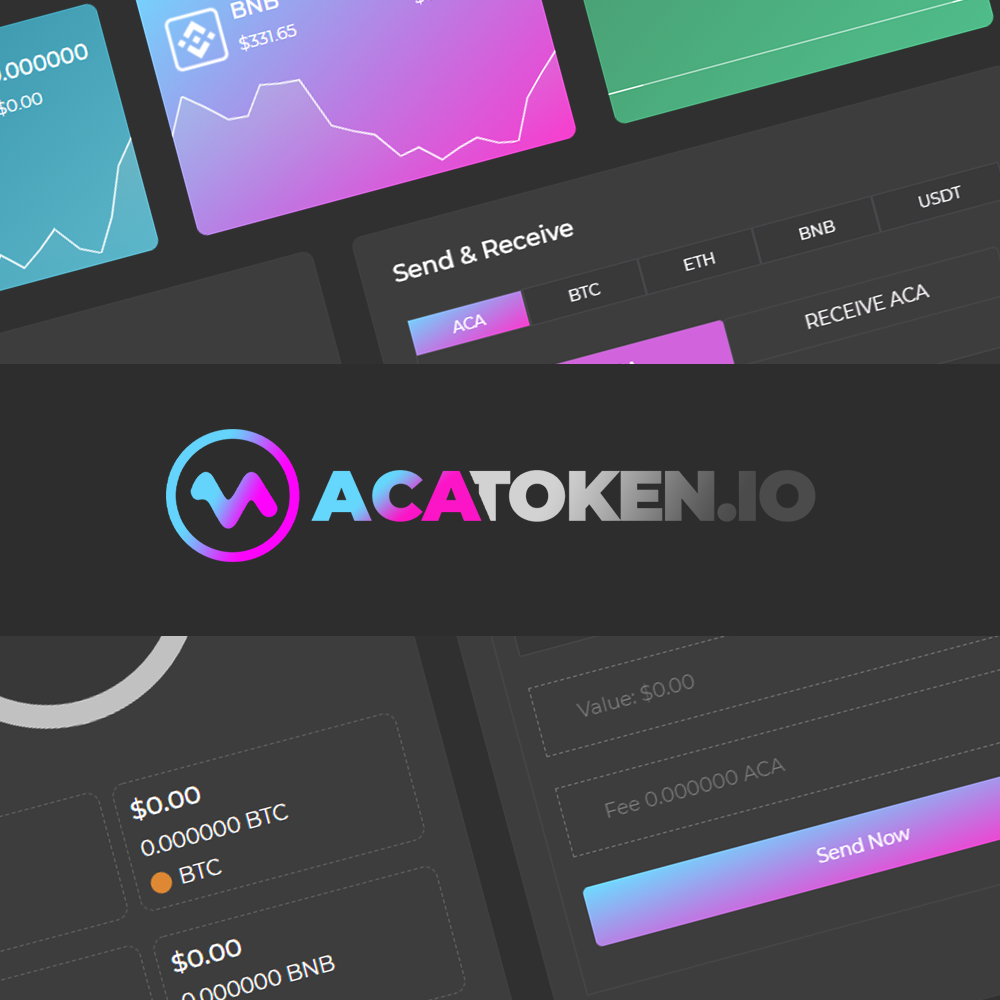 0.000000
$0.00
BNB
$331.65
Send & Receive
ACA
BTC
ETH
BNB
USDT
RECEIVE ACA
ACATOKEN.IO
Value: $0.00
Fee 0.000000 ACA
Send Now
$0.00
0.000000 BTC
BTC
$0.00
0.000000 BNB